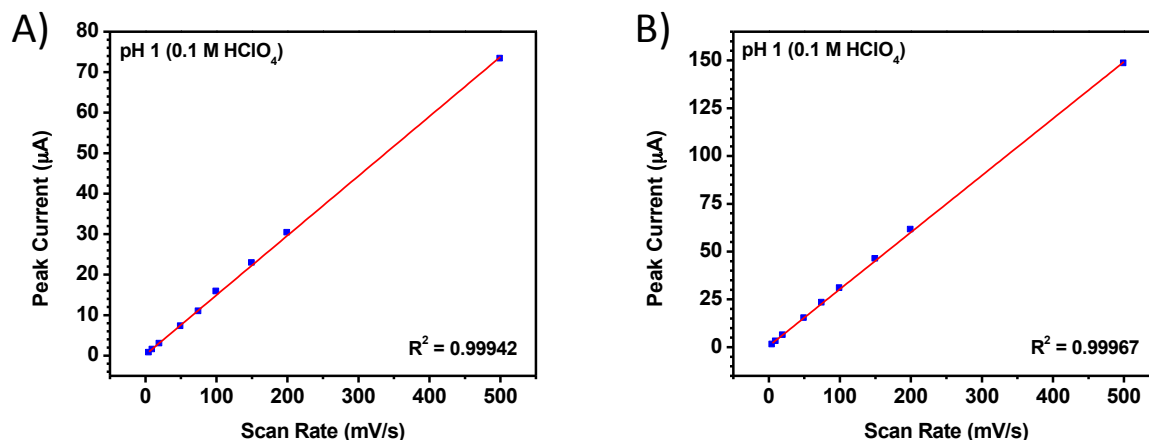 A)
pH 1 (0.1 M HClO₄)
80
70
60
50
40
30
20
10
0
Peak Current (µA)
R² = 0.99942
0 100 200 300 400 500
Scan Rate (mV/s)
B)
pH 1 (0.1 M HClO₄)
150
125
100
75
50
25
0
Peak Current (µA)
R² = 0.99967
0 100 200 300 400 500
Scan Rate (mV/s)